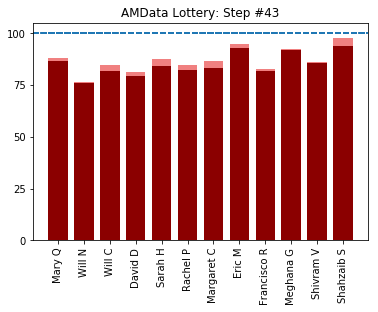 AMData Lottery: Step #43
100
75
50
25
0
Mary Q
Will N
Will C
David D
Sarah H
Rachel P
Margaret C
Eric M
Francisco R
Meghana G
Shivram V
Shahzaib S